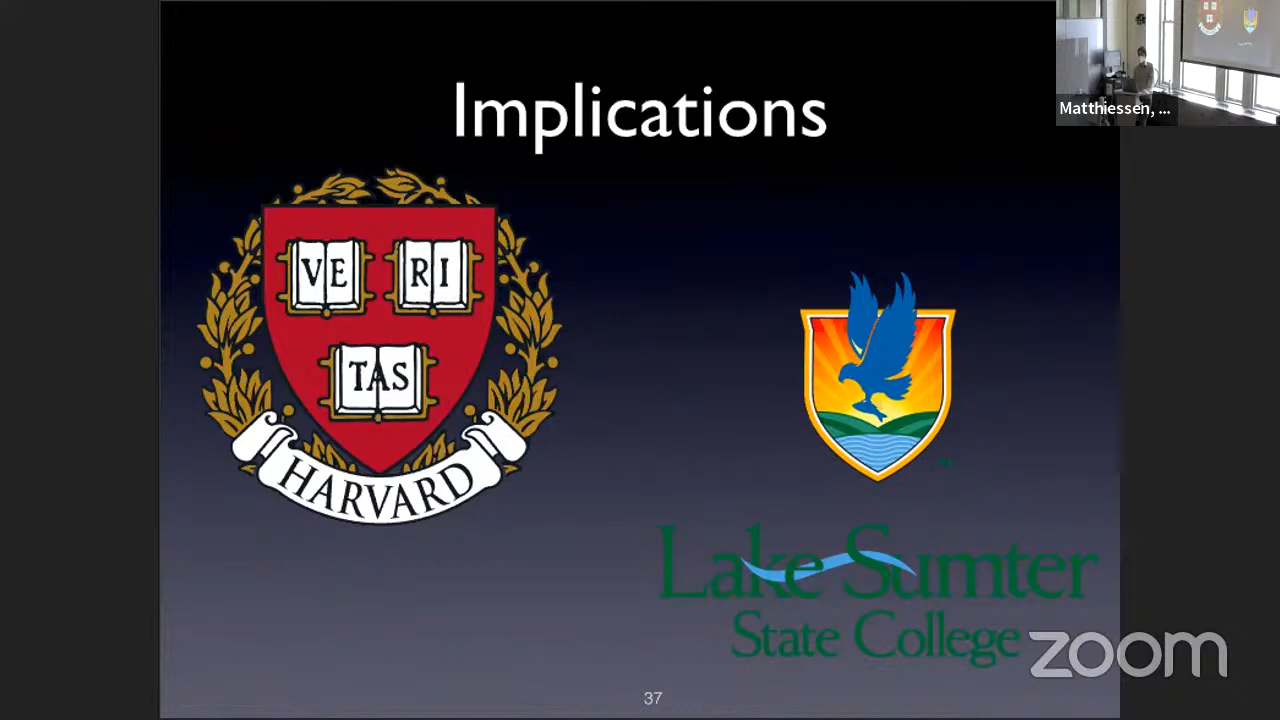 Implications
Matthiessen, ...
VE RI
TAS
HARVARD
Lake Sumter
State College
zoom
37